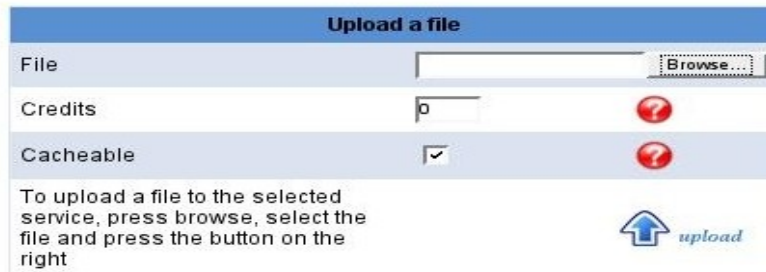 Upload a file
File Browse...
Credits 0
Cacheable
To upload a file to the selected
service, press browse, select the
file and press the button on the
right
upload